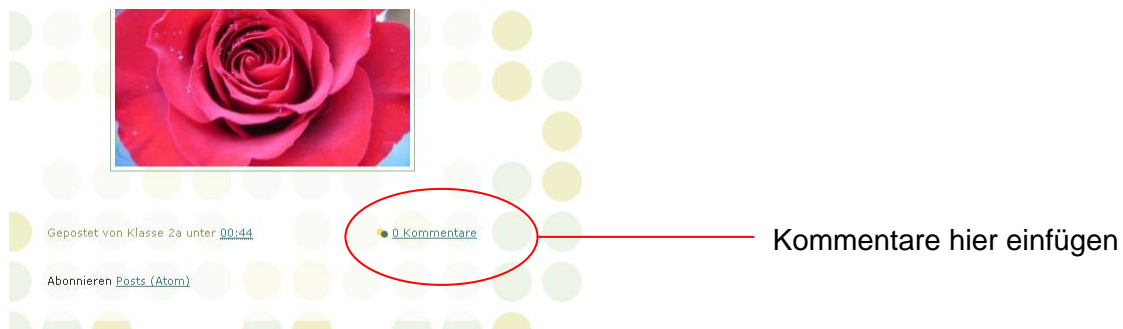 Gepostet von Klasse 2a unter 00:44
0 Kommentare
Kommentare hier einfügen
Abonnieren Posts (Atom)